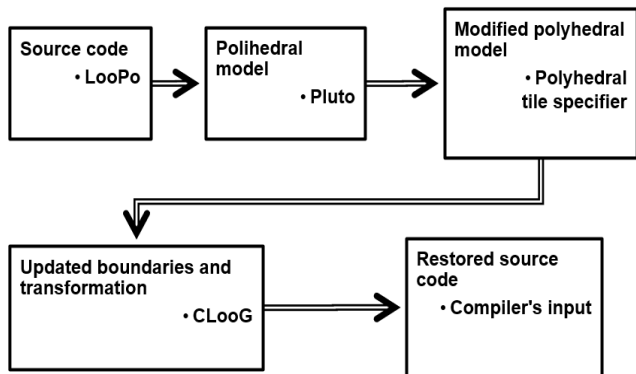 Source code
• LooPo
Polihedral
model
• Pluto
Modified polyhedral
model
• Polyhedral
tile specifier
Updated boundaries and
transformation
• CLooG
Restored source
code
• Compiler's input